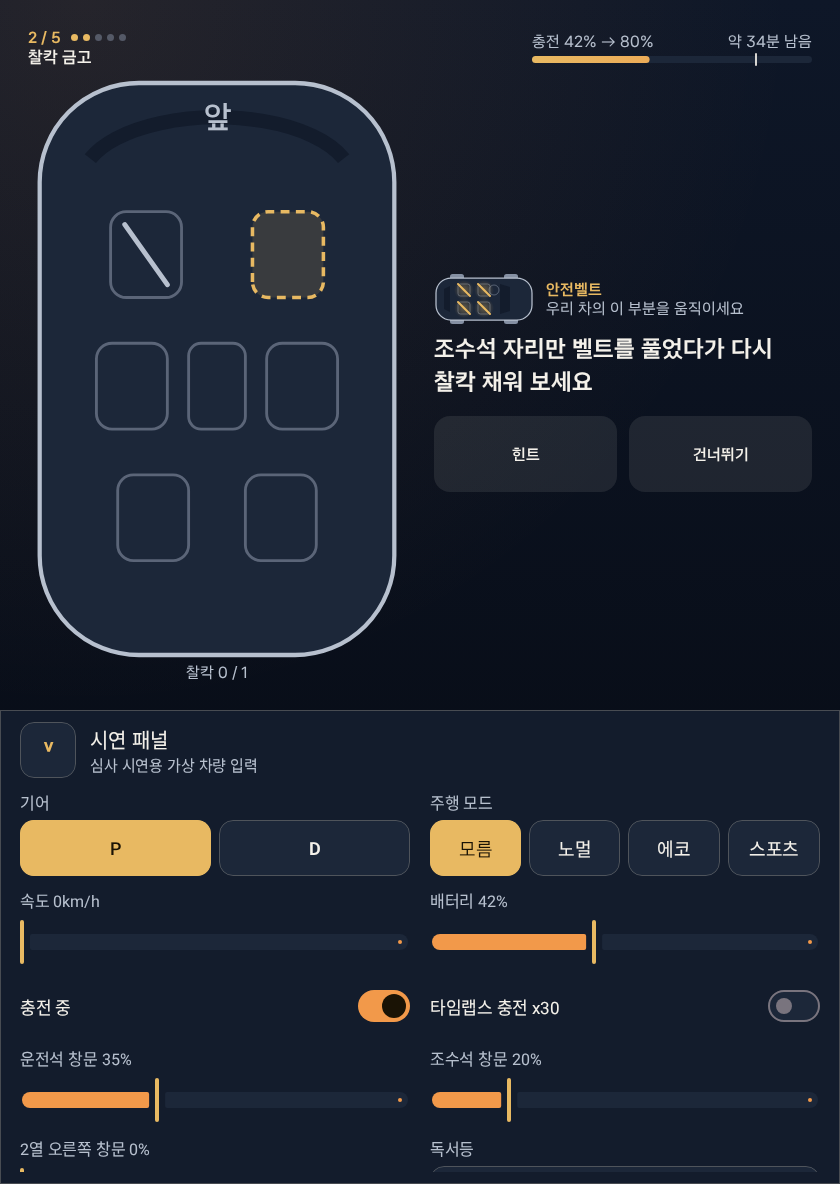 2 / 5
찰칵 금고
충전 42% → 80%
약 34분 남음
앞
안전벨트
우리 차의 이 부분을 움직이세요
조수석 자리만 벨트를 풀었다가 다시
찰칵 채워 보세요
힌트
건너뛰기
찰칵 0 / 1
v
시연 패널
심사 시연용 가상 차량 입력
기어
주행 모드
P
D
모름
노멀
에코
스포츠
속도 0km/h
배터리 42%
충전 중
타임랩스 충전 x30
운전석 창문 35%
조수석 창문 20%
2열 오른쪽 창문 0%
독서등